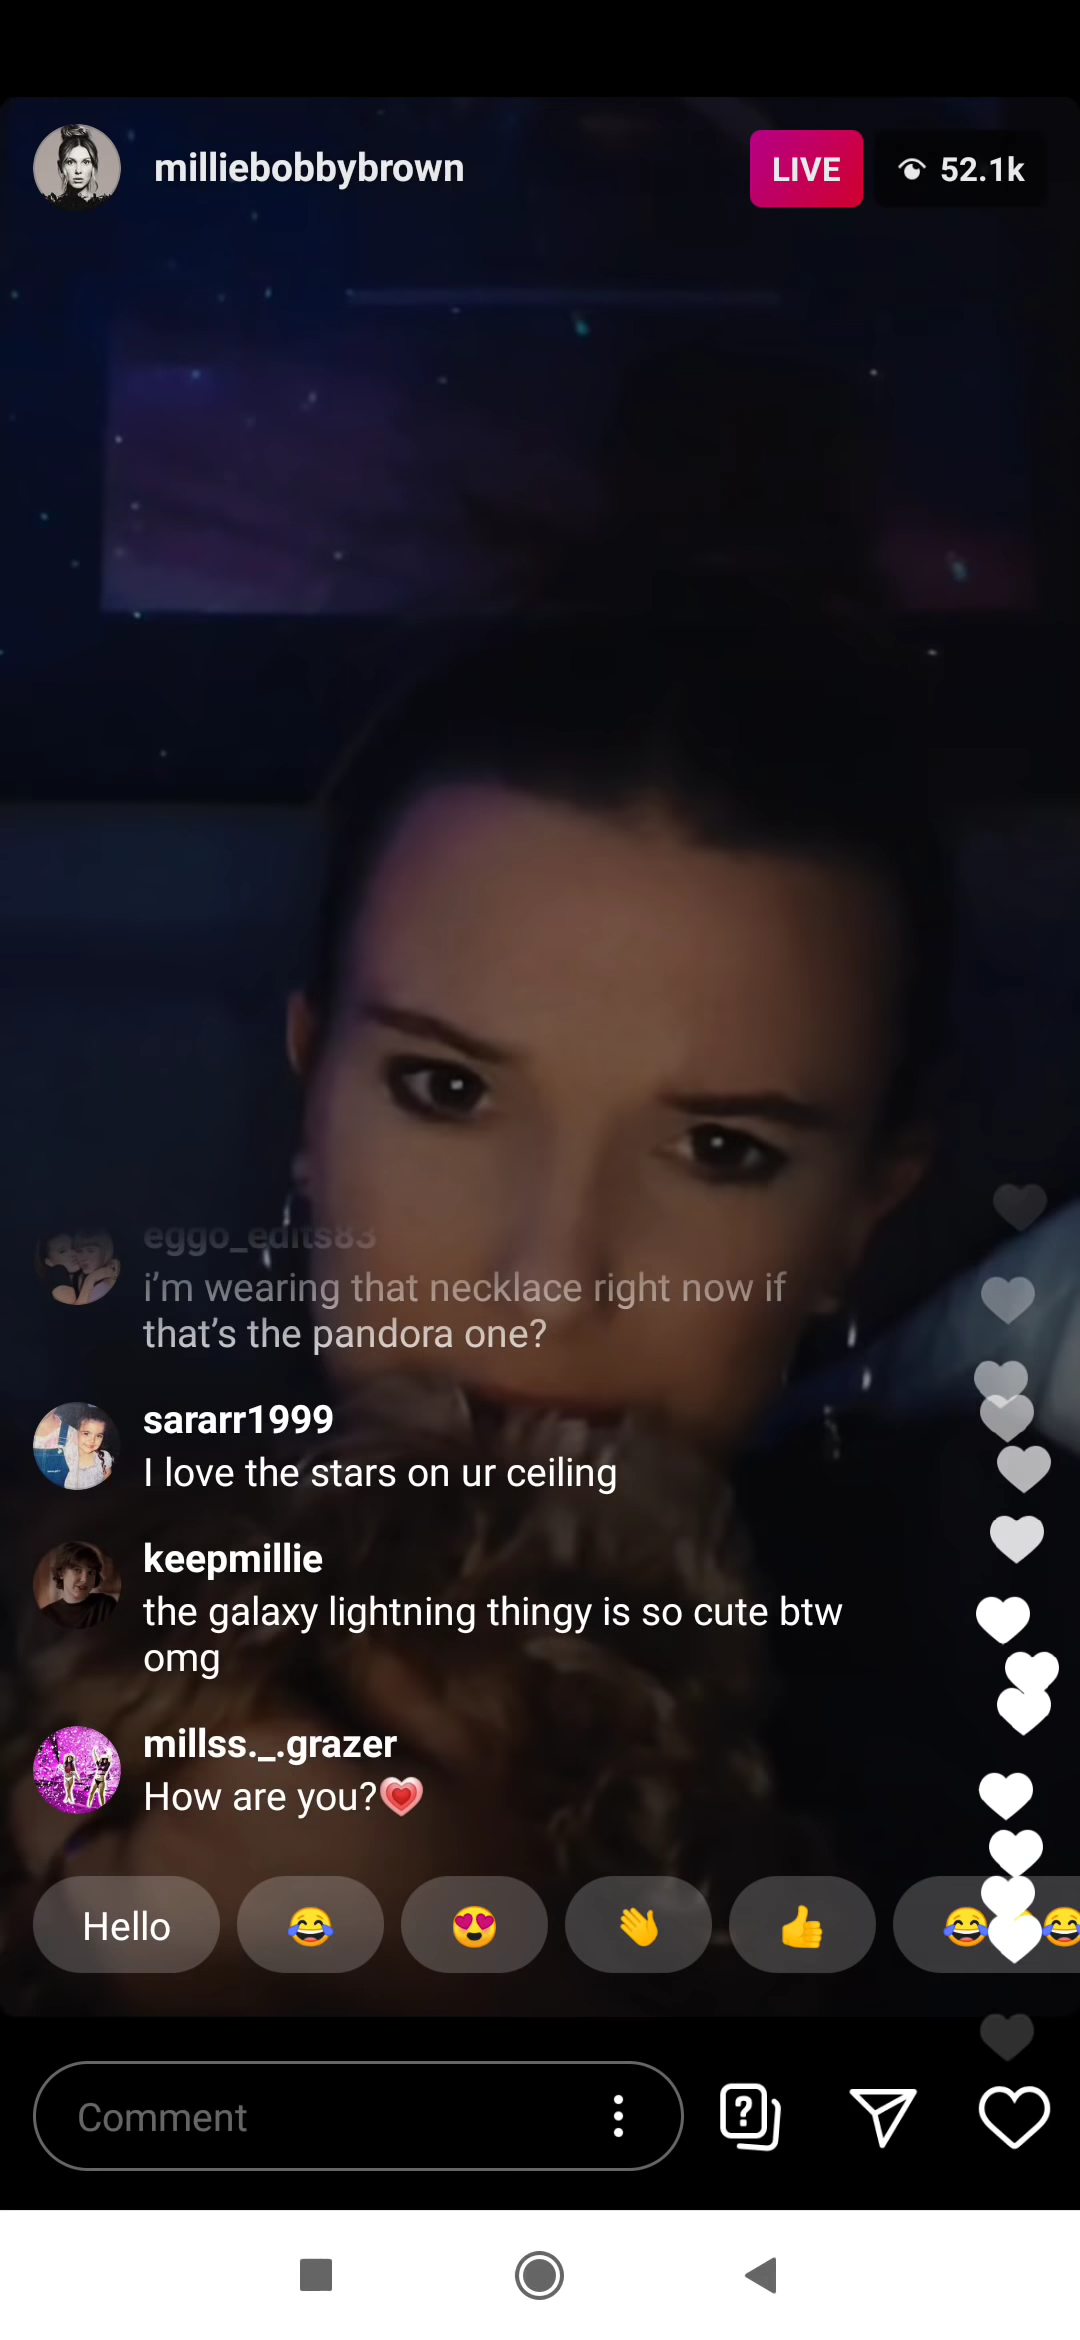 milliebobbybrown
LIVE
52.1k
eggo_edits83
i’m wearing that necklace right now if
that’s the pandora one?
sararr1999
I love the stars on ur ceiling
keepmillie
the galaxy lightning thingy is so cute btw
omg
millss._.grazer
How are you?💗
Hello 😂 😍 👋 👍 😂 😂
Comment